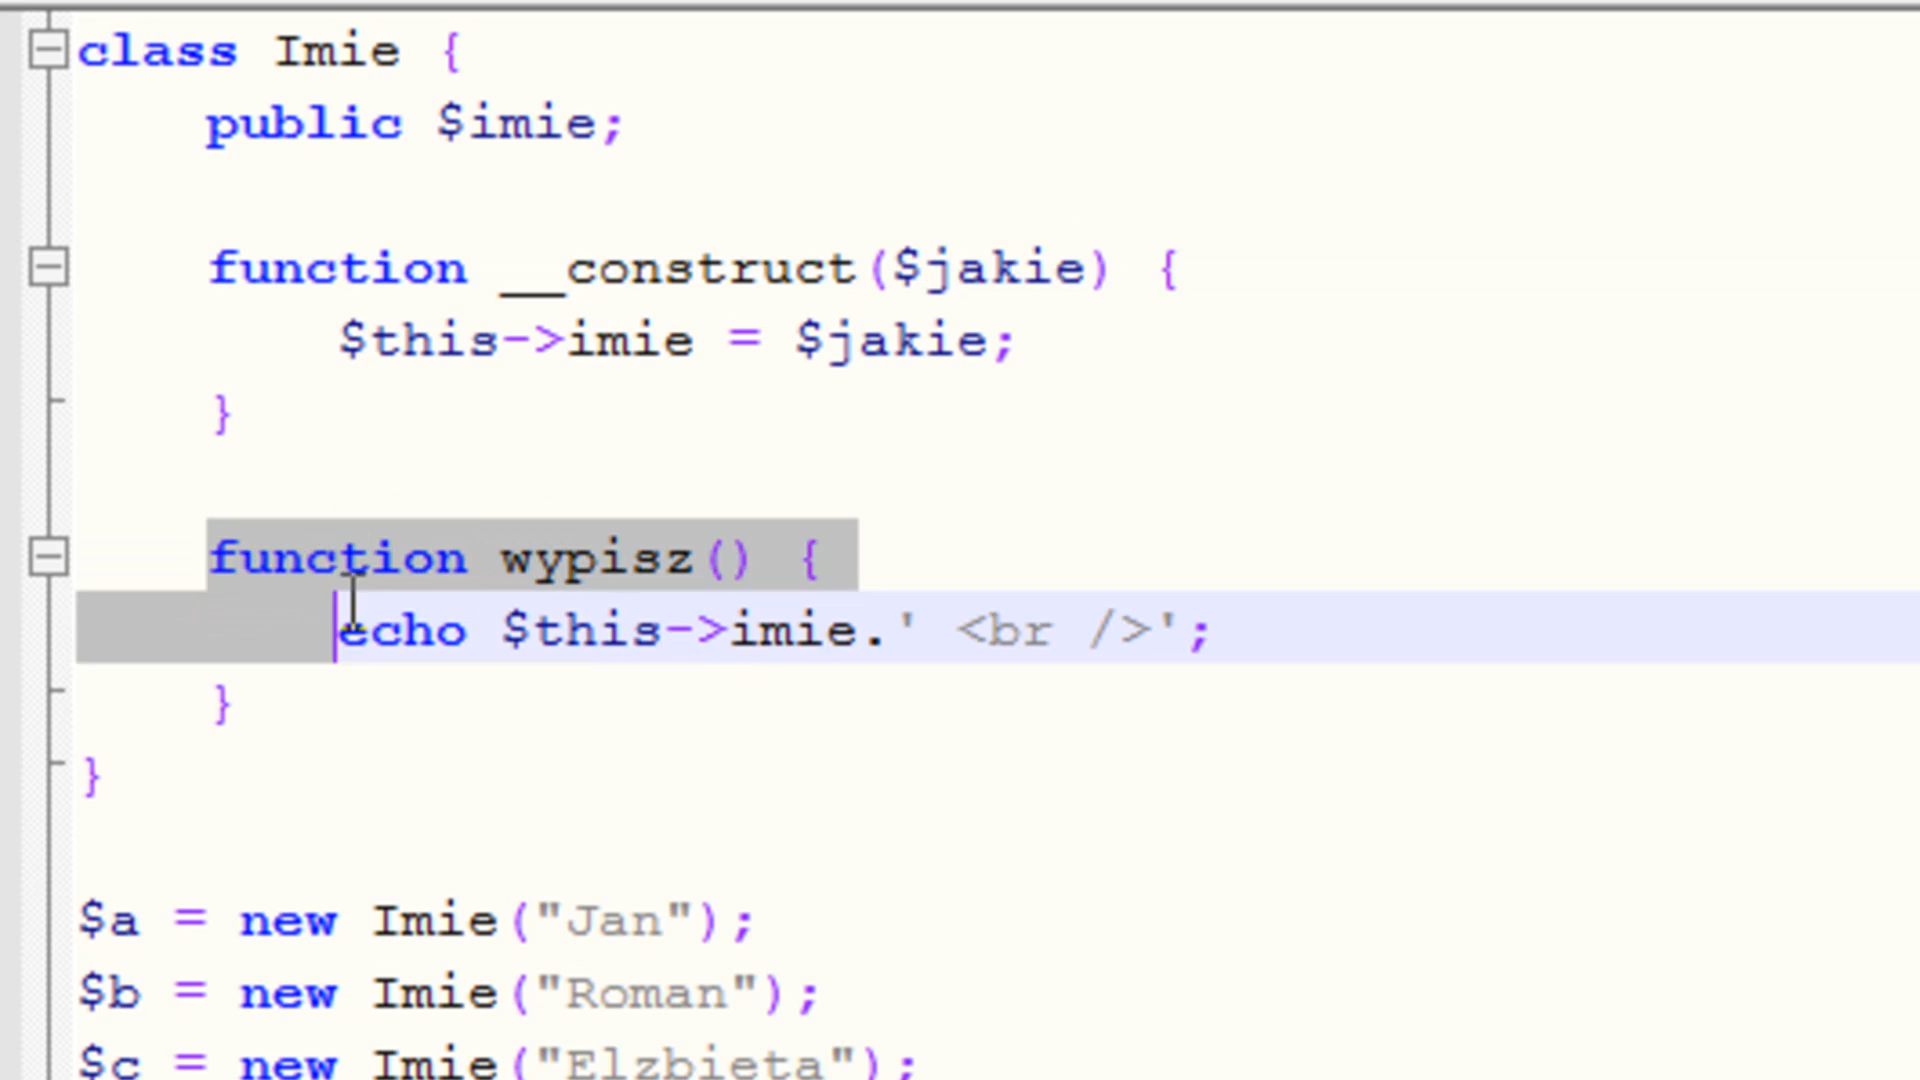 class Imie {
    public $imie;
    function __construct($jakie) {
        $this->imie = $jakie;
    }
    function wypisz() {
        echo $this->imie.' <br />';
    }
}
$a = new Imie("Jan");
$b = new Imie("Roman");
$c = new Imie("Elzbieta");